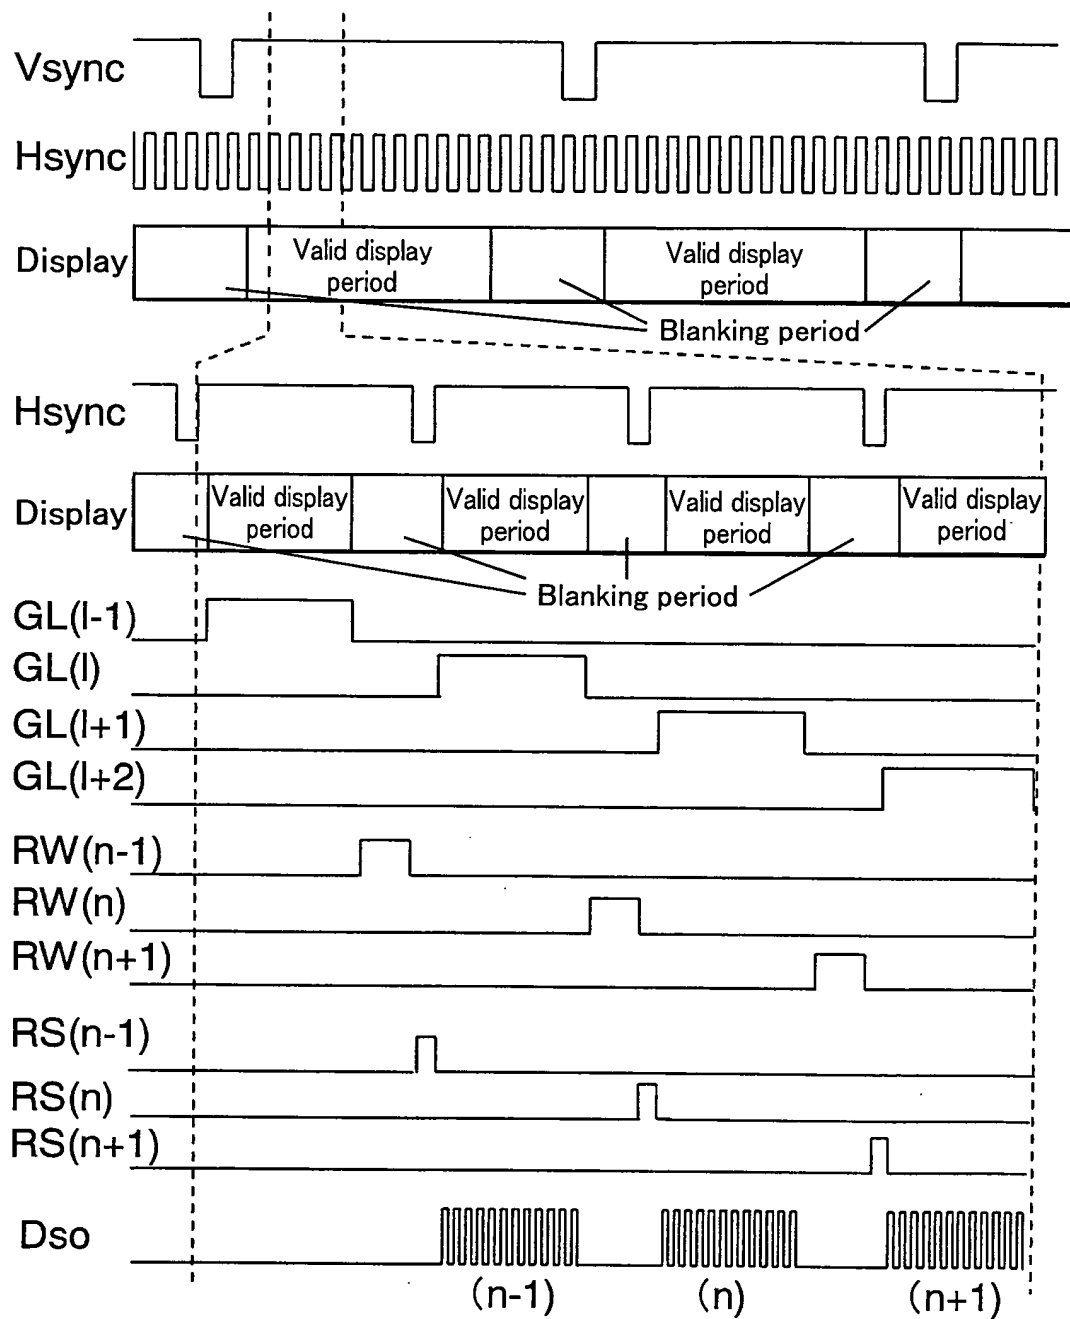 Vsync
Hsync
Display
Valid display
period
Valid display
period
Blanking period
Hsync
Display
Valid display
period
Valid display
period
Valid display
period
Valid display
period
Blanking period
GL(l-1)
GL(l)
GL(l+1)
GL(l+2)
RW(n-1)
RW(n)
RW(n+1)
RS(n-1)
RS(n)
RS(n+1)
Dso
(n-1)
(n)
(n+1)